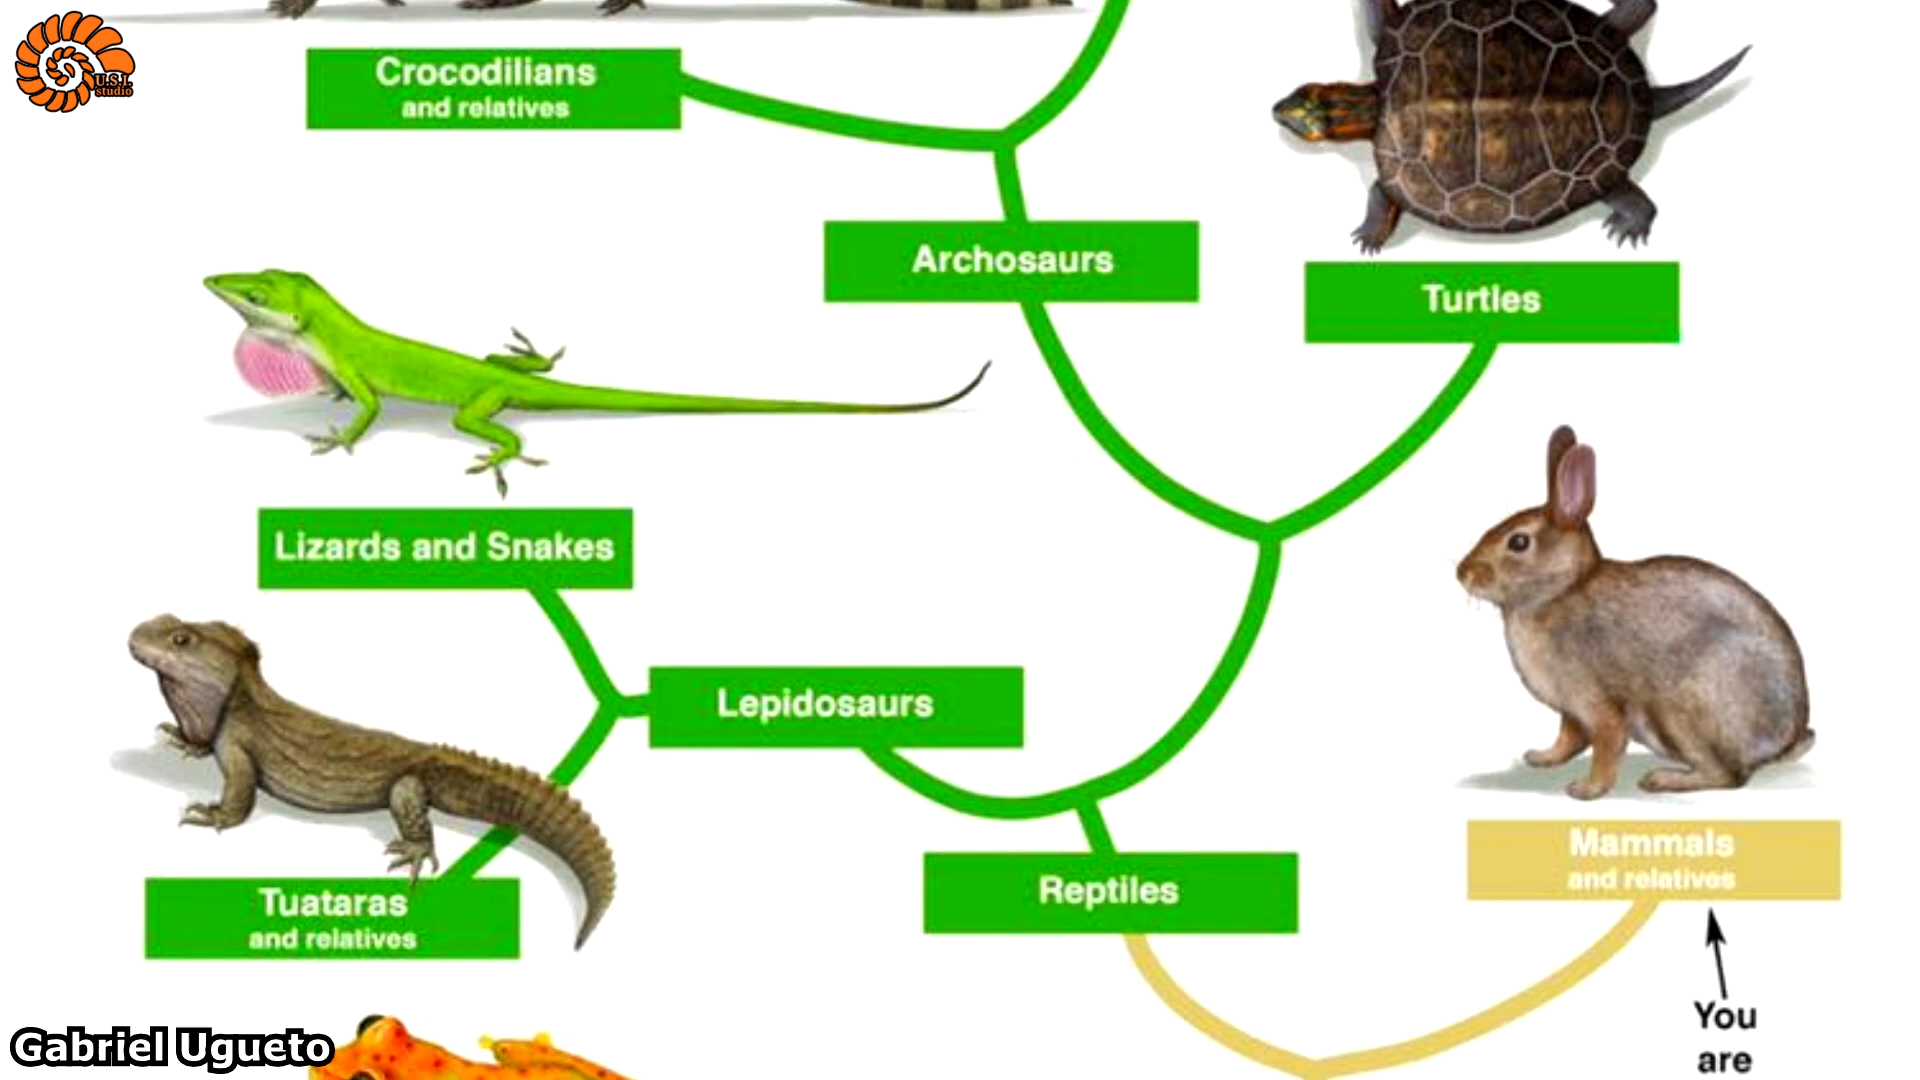 U.S.I.
studio
Crocodilians
and relatives
Archosaurs
Turtles
Lizards and Snakes
Lepidosaurs
Reptiles
Mammals
and relatives
Tuataras
and relatives
You
are
Gabriel Ugueto